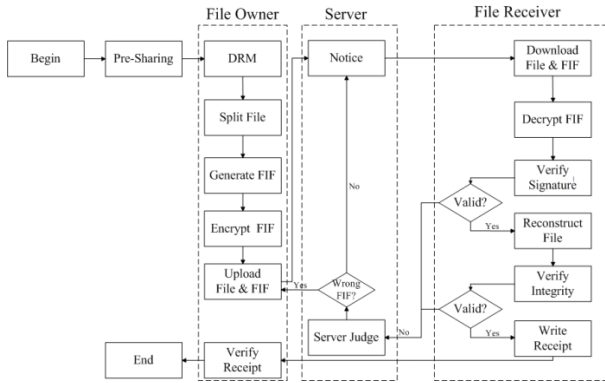 File Owner
Server
File Receiver
Begin
Pre-Sharing
DRM
Notice
Download
File & FIF
Split File
Decrypt FIF
Generate FIF
No
Verify
Signature
Valid?
Encrypt FIF
Yes
Reconstruct
File
Upload
File & FIF
Yes
Wrong
FIF?
Verify
Integrity
Valid?
Server Judge
No
Yes
Write
Receipt
End
Verify
Receipt